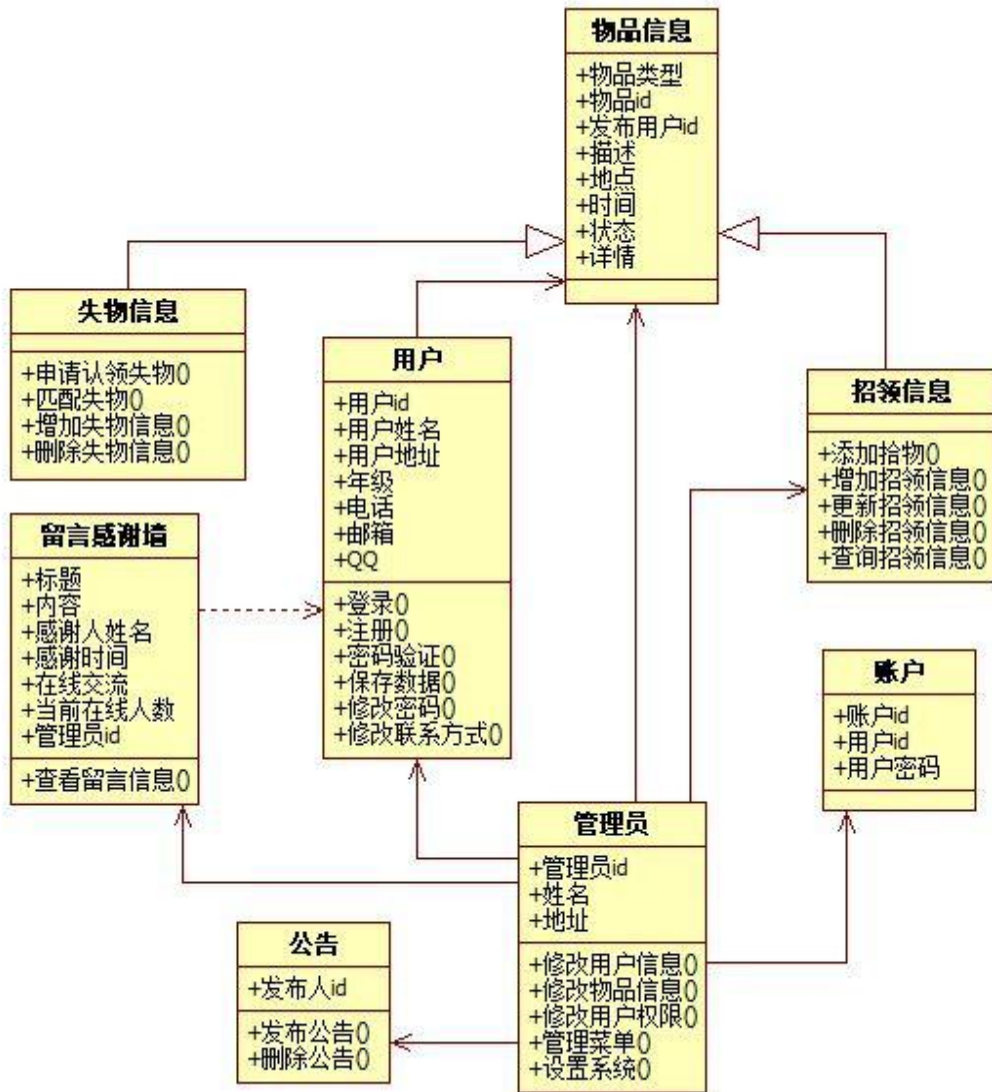 物品信息
+物品类型
+物品id
+发布用户id
+描述
+地点
+时间
+状态
+详情
失物信息
+申请认领失物()
+匹配失物()
+增加失物信息()
+删除失物信息()
用户
+用户id
+用户姓名
+用户地址
+年级
+电话
+邮箱
+QQ
+登录()
+注册()
+密码验证()
+保存数据()
+修改密码()
+修改联系方式()
招领信息
+添加拾物()
+增加招领信息()
+更新招领信息()
+删除招领信息()
+查询招领信息()
留言感谢墙
+标题
+内容
+感谢人姓名
+感谢时间
+在线交流
+当前在线人数
+管理员id
+查看留言信息()
账户
+账户id
+用户id
+用户密码
管理员
+管理员id
+姓名
+地址
+修改用户信息()
+修改物品信息()
+修改用户权限()
+管理菜单()
+设置系统()
公告
+发布人id
+发布公告()
+删除公告()